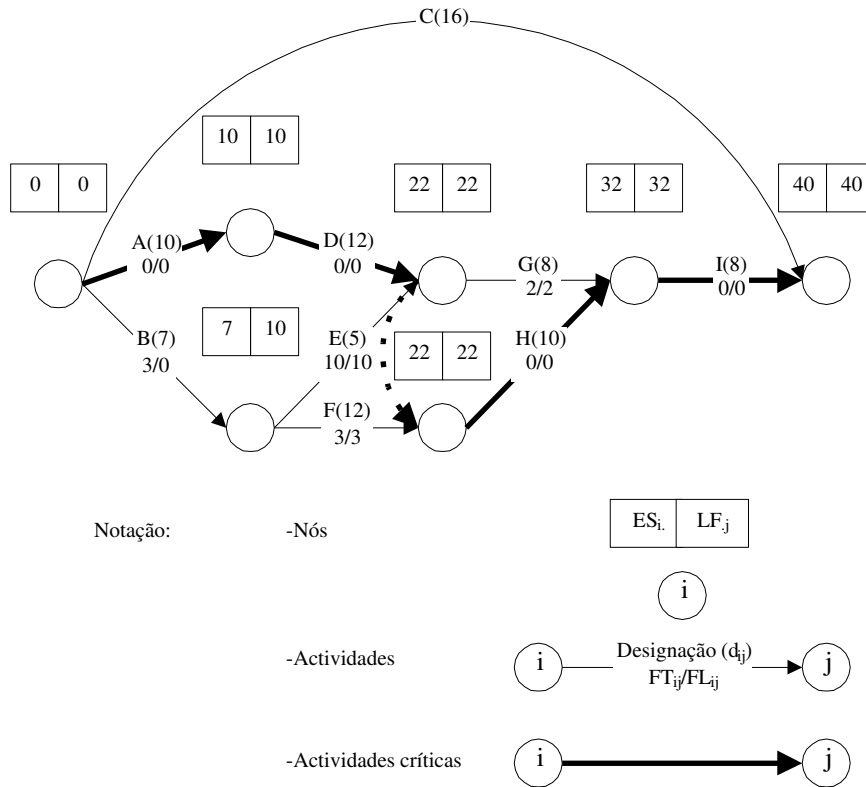 C(16)
10 10
0 0
22 22
32 32
40 40
A(10)
0/0
D(12)
0/0
G(8)
2/2
I(8)
0/0
B(7)
3/0
7 10
E(5)
10/10
22 22
H(10)
0/0
F(12)
3/3
Notação:
-Nós
ESi. LF.j
i
-Actividades
i
Designação (dij)
FTij/FLij
j
-Actividades críticas
i
j